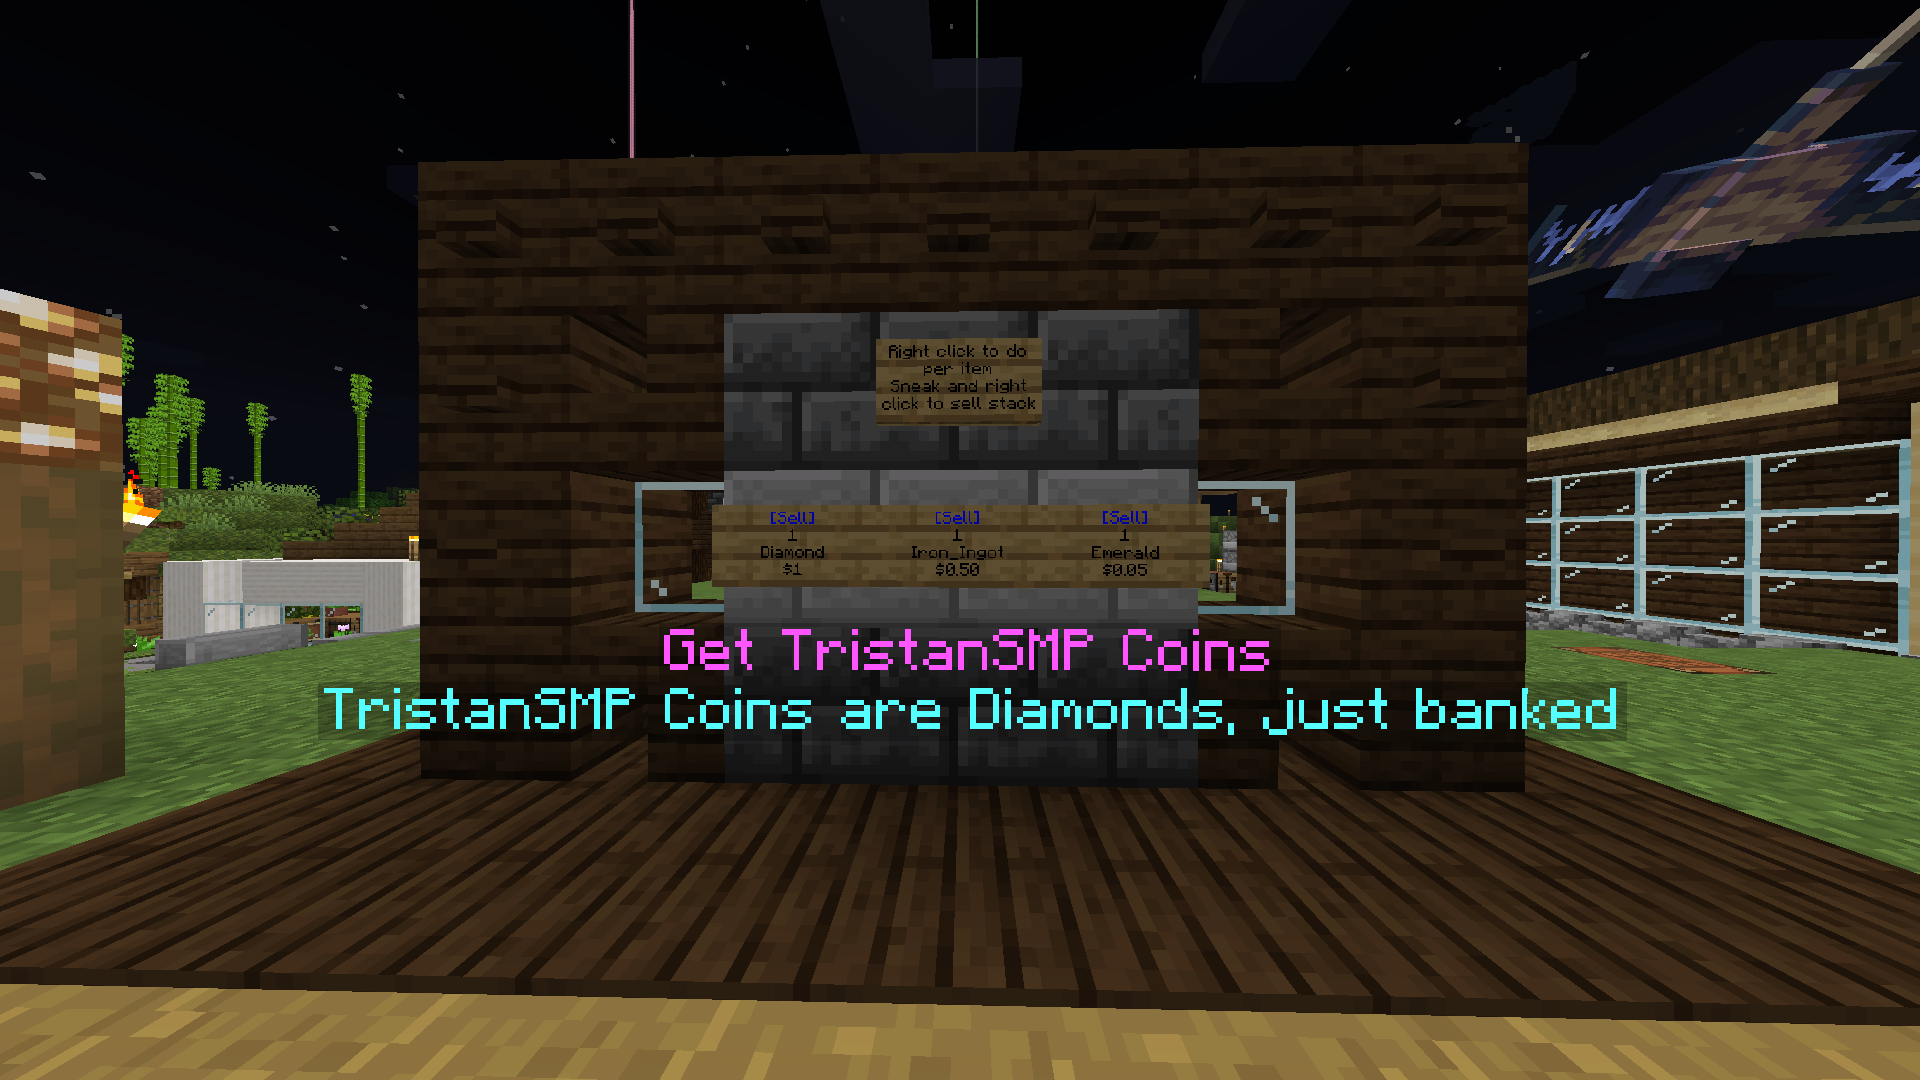 Right click to do
per item
Sneak and right
click to sell stack
[Sell]
1
Diamond
$1
[Sell]
1
Iron_Ingot
$0.50
[Sell]
1
Emerald
$0.05
Get TristanSMP Coins
TristanSMP Coins are Diamonds, just banked